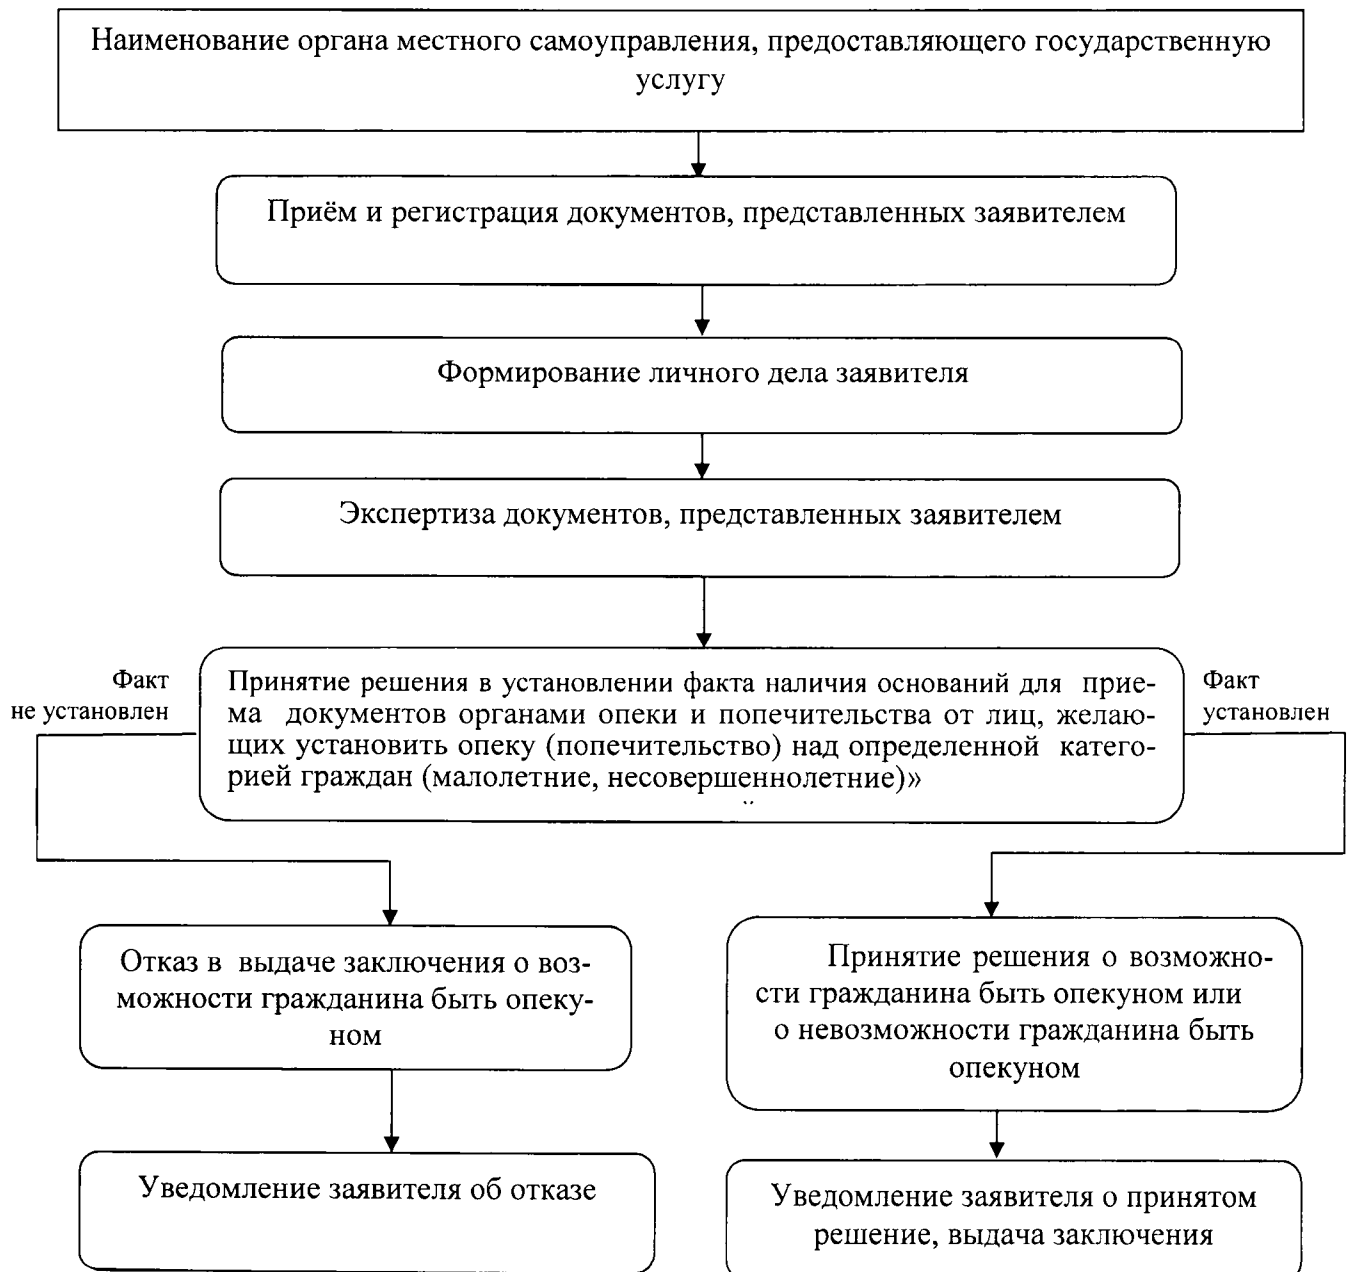 Наименование органа местного самоуправления, предоставляющего государственную
услугу
Приём и регистрация документов, представленных заявителем
Формирование личного дела заявителя
Экспертиза документов, представленных заявителем
Факт
не установлен
Принятие решения в установлении факта наличия оснований для прие-
ма документов органами опеки и попечительства от лиц, желаю-
щих установить опеку (попечительство) над определенной катего-
рией граждан (малолетние, несовершеннолетние)»
Факт
установлен
Отказ в выдаче заключения о воз-
можности гражданина быть опеку-
ном
Принятие решения о возможно-
сти гражданина быть опекуном или
о невозможности гражданина быть
опекуном
Уведомление заявителя об отказе
Уведомление заявителя о принятом
решение, выдача заключения